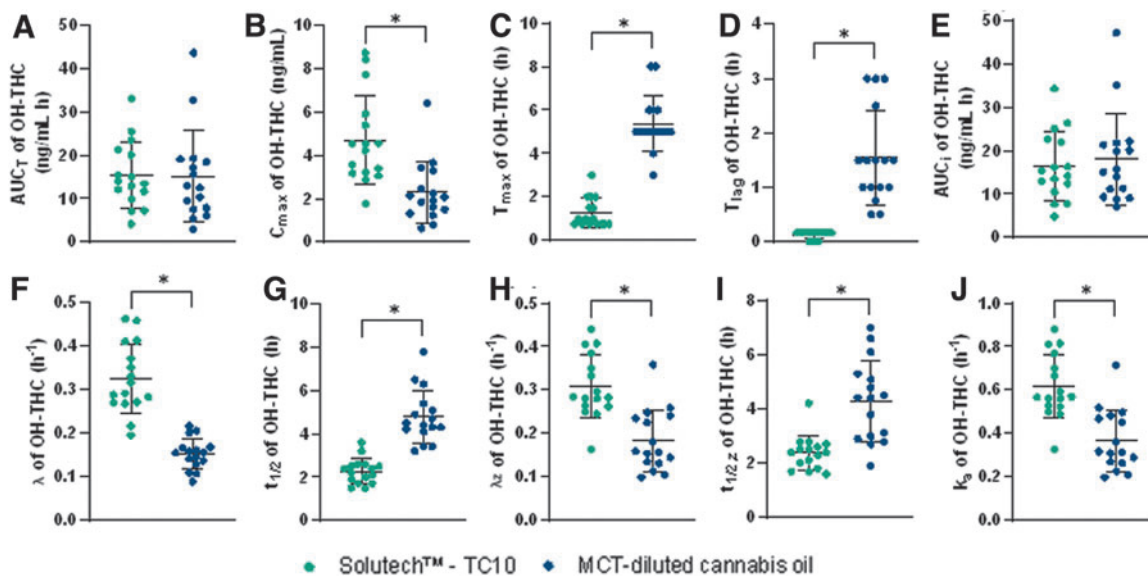 A
AUC_T of OH-THC
(ng/mL h)
50
40
30
20
10
0
B
C_max of OH-THC (ng/mL)
10
8
6
4
2
0
*
C
T_max of OH-THC (h)
10
8
6
4
2
0
*
D
T_lag of OH-THC (h)
4
3
2
1
0
*
E
AUC_i of OH-THC
(ng/mL h)
50
40
30
20
10
0
F
λ of OH-THC (h⁻¹)
0.5
0.4
0.3
0.2
0.1
0.0
*
G
t_1/2 of OH-THC (h)
10
8
6
4
2
0
*
H
λ_z of OH-THC (h⁻¹)
0.5
0.4
0.3
0.2
0.1
0.0
*
I
t_1/2 z of OH-THC (h)
8
6
4
2
0
*
J
k_a of OH-THC (h⁻¹)
1.0
0.8
0.6
0.4
0.2
0.0
*
Solutech™ - TC10 MCT-diluted cannabis oil